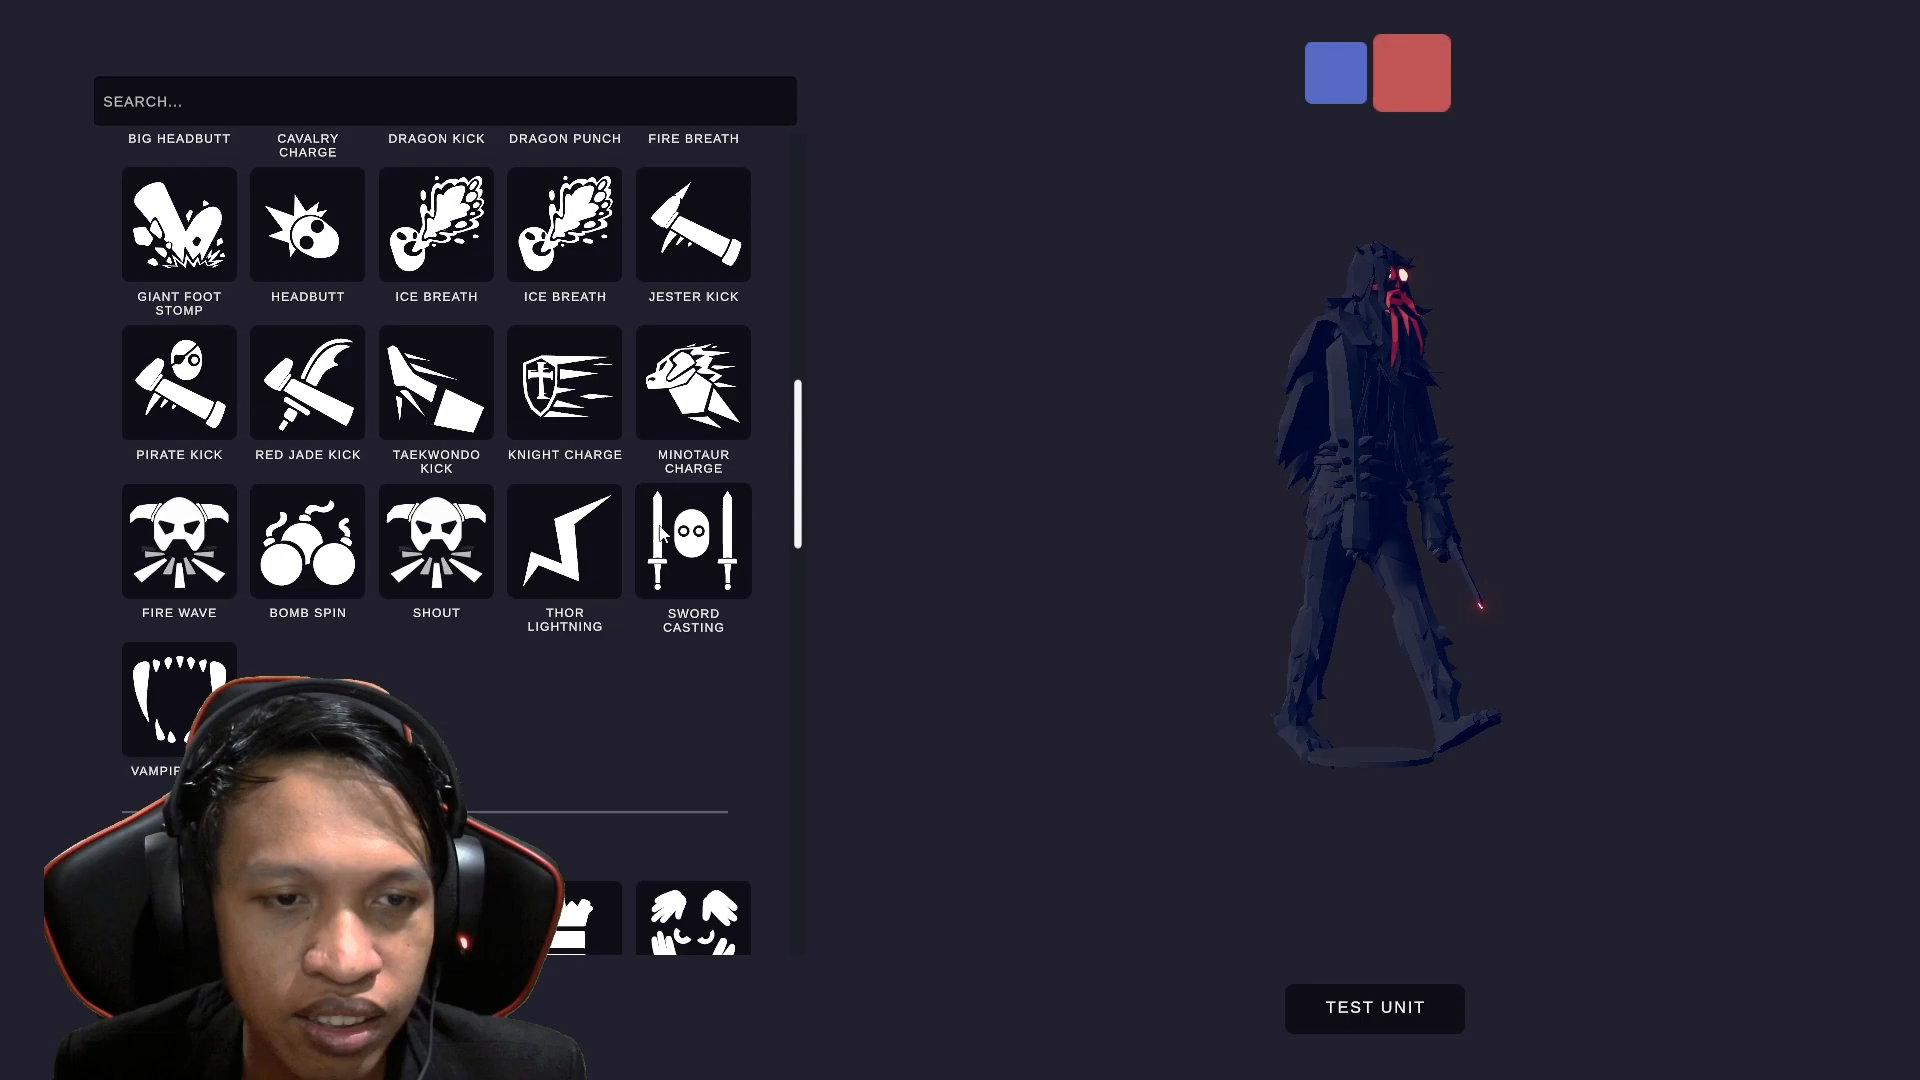 SEARCH...
BIG HEADBUTT
CAVALRY
CHARGE
DRAGON KICK
DRAGON PUNCH
FIRE BREATH
GIANT FOOT
STOMP
HEADBUTT
ICE BREATH
ICE BREATH
JESTER KICK
PIRATE KICK
RED JADE KICK
TAEKWONDO
KICK
KNIGHT CHARGE
MINOTAUR
CHARGE
FIRE WAVE
BOMB SPIN
SHOUT
THOR
LIGHTNING
SWORD
CASTING
TEST UNIT